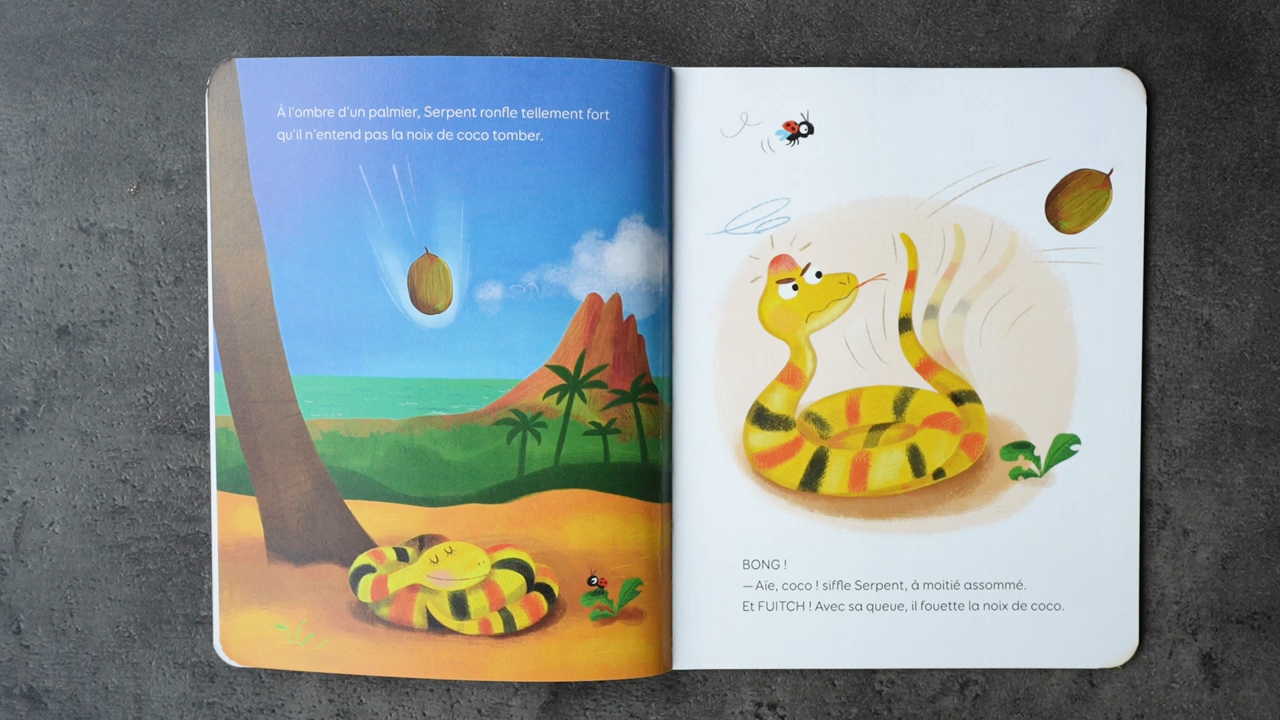 À l'ombre d'un palmier, Serpent ronfle tellement fort
qu'il n'entend pas la noix de coco tomber.
BONG !
— Aïe, coco ! siffle Serpent, à moitié assommé.
Et FUITCH ! Avec sa queue, il fouette la noix de coco.